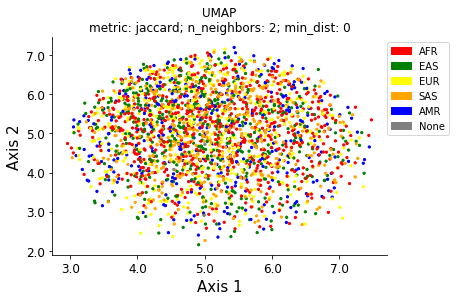 UMAP
metric: jaccard; n_neighbors: 2; min_dist: 0
7.0
6.0
5.0
4.0
3.0
2.0
Axis 2
3.0 4.0 5.0 6.0 7.0
Axis 1
AFR
EAS
EUR
SAS
AMR
None